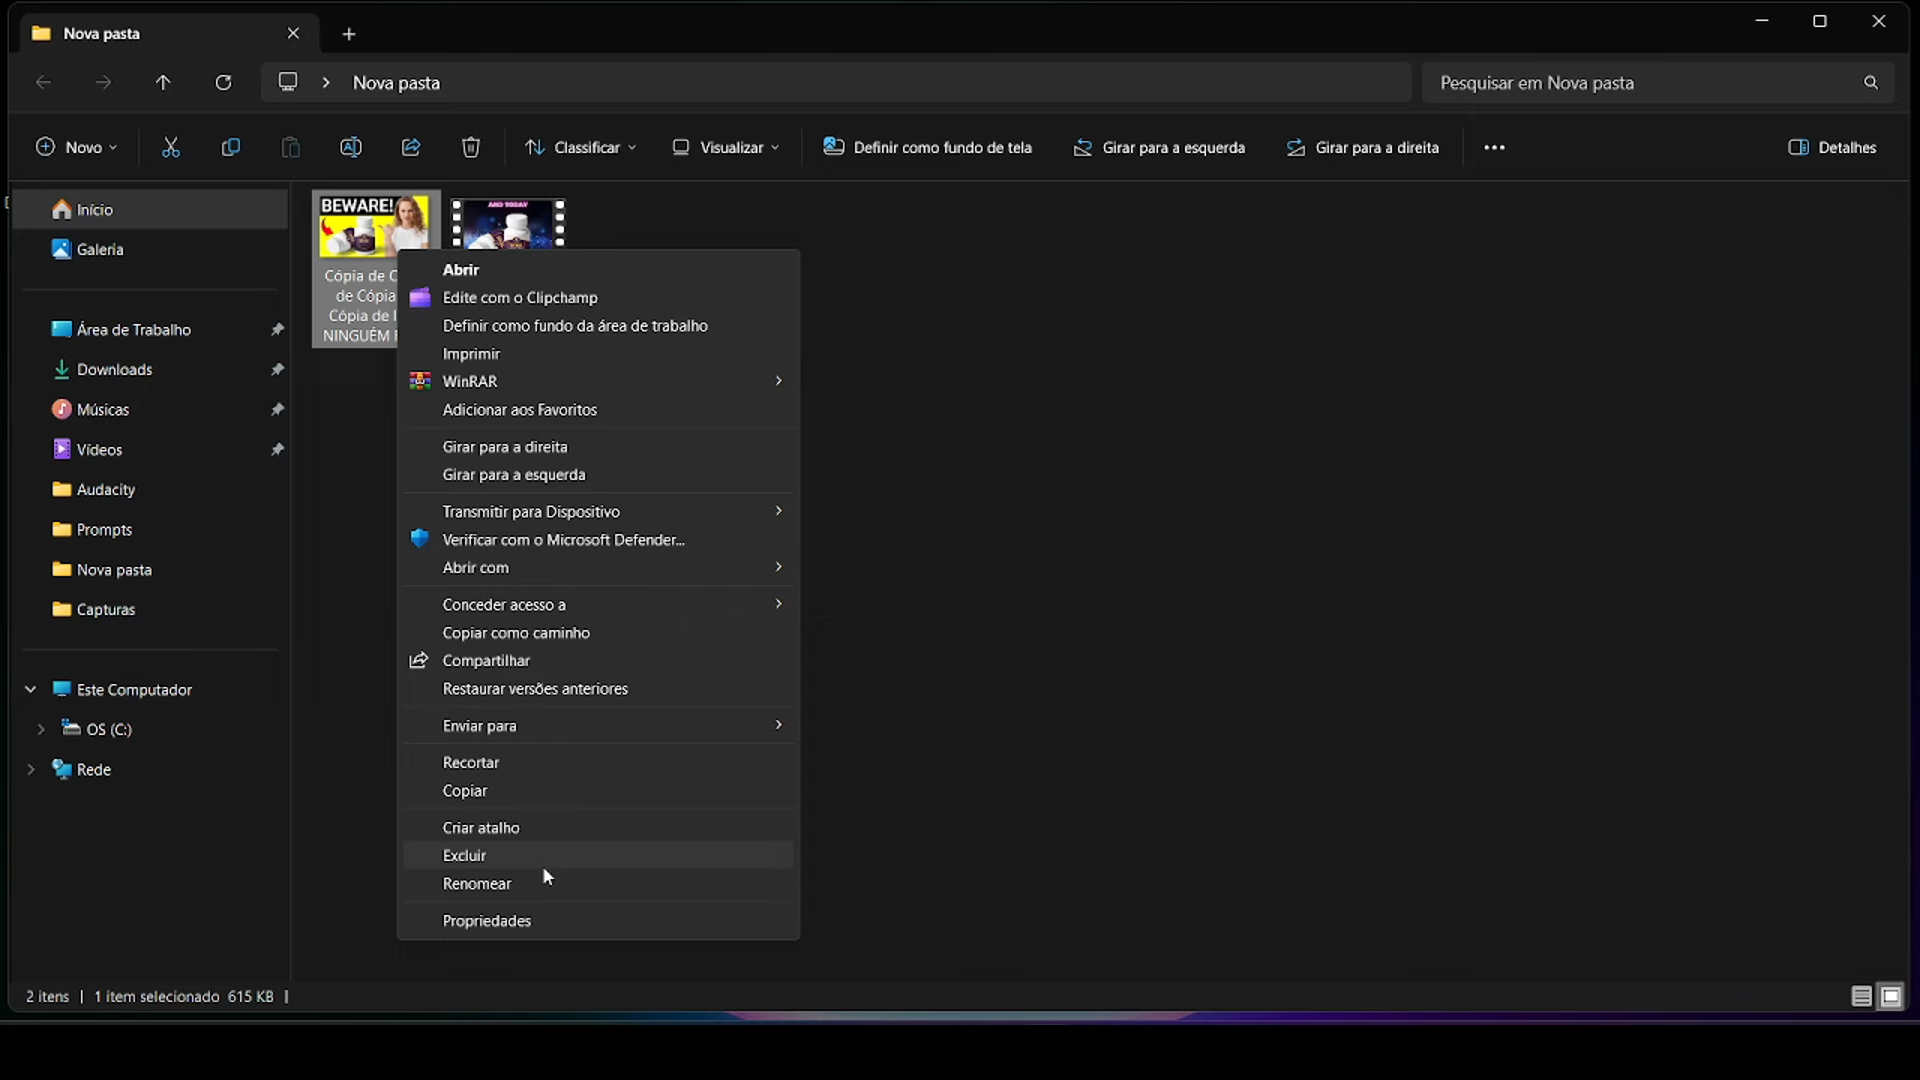 Nova pasta
Nova pasta
Pesquisar em Nova pasta
Novo
Classificar
Visualizar
Definir como fundo de tela
Girar para a esquerda
Girar para a direita
Detalhes
Início
Galeria
Área de Trabalho
Downloads
Músicas
Vídeos
Audacity
Prompts
Nova pasta
Capturas
Este Computador
OS (C:)
Rede
BEWARE!
AND TODAY
Cópia de C
de Cópia
Cópia de
NINGUÉM
Abrir
Edite com o Clipchamp
Definir como fundo da área de trabalho
Imprimir
WinRAR
Adicionar aos Favoritos
Girar para a direita
Girar para a esquerda
Transmitir para Dispositivo
Verificar com o Microsoft Defender...
Abrir com
Conceder acesso a
Copiar como caminho
Compartilhar
Restaurar versões anteriores
Enviar para
Recortar
Copiar
Criar atalho
Excluir
Renomear
Propriedades
2 itens | 1 item selecionado 615 KB |